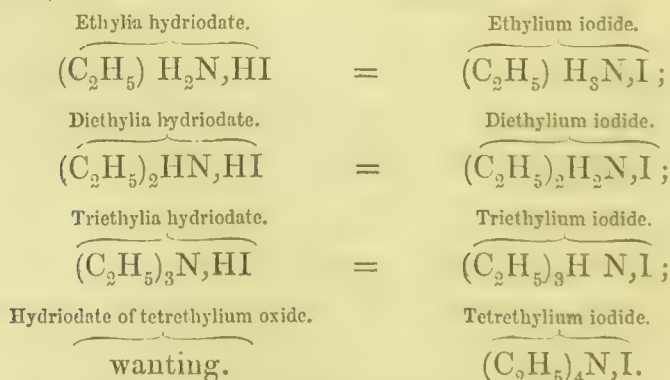 Ethylia hydriodate. Ethylium iodide.
(C₂H₅) H₂N,HI = (C₂H₅) H₃N,I;
Diethylia hydriodate. Diethylium iodide.
(C₂H₅)₂HN,HI = (C₂H₅)₂H₂N,I;
Triethylia hydriodate. Triethylium iodide.
(C₂H₅)₃N,HI = (C₂H₅)₃H N,I;
Hydriodate of tetrethylium oxide. Tetrethylium iodide.
wanting. (C₂H₅)₄N,I.